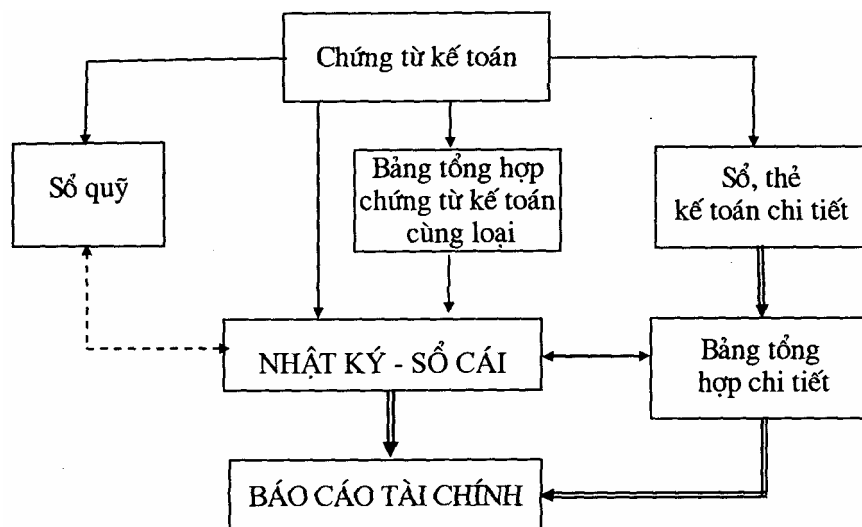 Chứng từ kế toán
Sổ quỹ
Bảng tổng hợp
chứng từ kế toán
cùng loại
Sổ, thẻ
kế toán chi tiết
NHẬT KÝ - SỔ CÁI
Bảng tổng
hợp chi tiết
BÁO CÁO TÀI CHÍNH